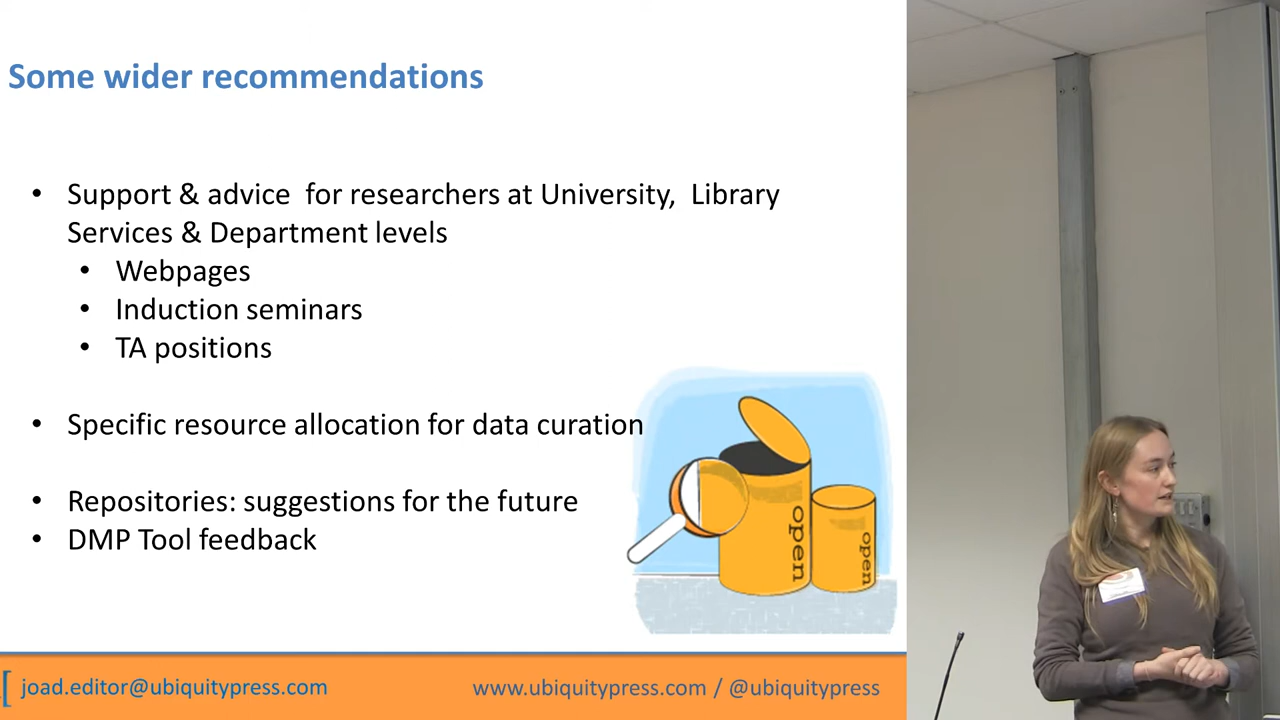 Some wider recommendations
• Support & advice for researchers at University, Library
Services & Department levels
• Webpages
• Induction seminars
• TA positions
• Specific resource allocation for data curation
• Repositories: suggestions for the future
• DMP Tool feedback
open
open
[ joad.editor@ubiquitypress.com
www.ubiquitypress.com / @ubiquitypress